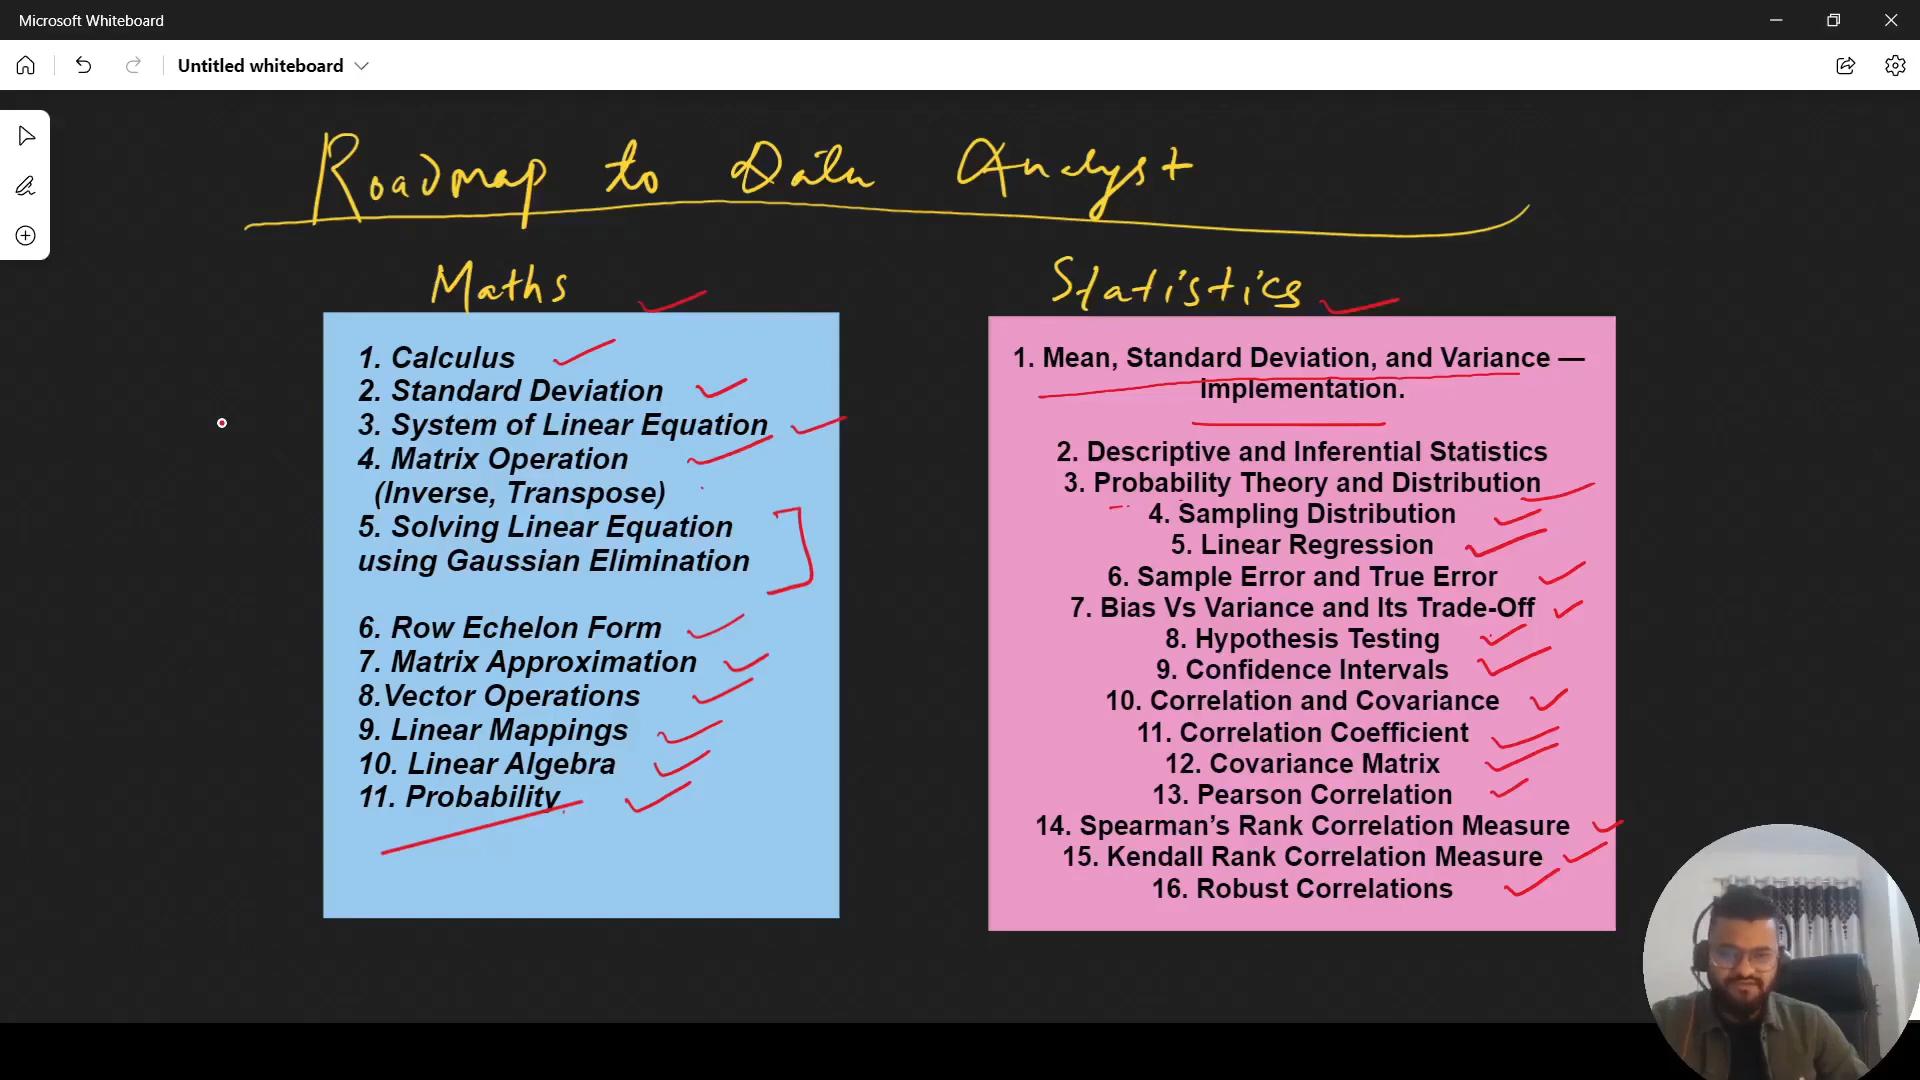 Microsoft Whiteboard
Untitled whiteboard
Roadmap to Data Analyst
Maths
1. Calculus
2. Standard Deviation
3. System of Linear Equation
4. Matrix Operation
(Inverse, Transpose)
5. Solving Linear Equation
using Gaussian Elimination
6. Row Echelon Form
7. Matrix Approximation
8.Vector Operations
9. Linear Mappings
10. Linear Algebra
11. Probability
Statistics
1. Mean, Standard Deviation, and Variance —
Implementation.
2. Descriptive and Inferential Statistics
3. Probability Theory and Distribution
4. Sampling Distribution
5. Linear Regression
6. Sample Error and True Error
7. Bias Vs Variance and Its Trade-Off
8. Hypothesis Testing
9. Confidence Intervals
10. Correlation and Covariance
11. Correlation Coefficient
12. Covariance Matrix
13. Pearson Correlation
14. Spearman’s Rank Correlation Measure
15. Kendall Rank Correlation Measure
16. Robust Correlations